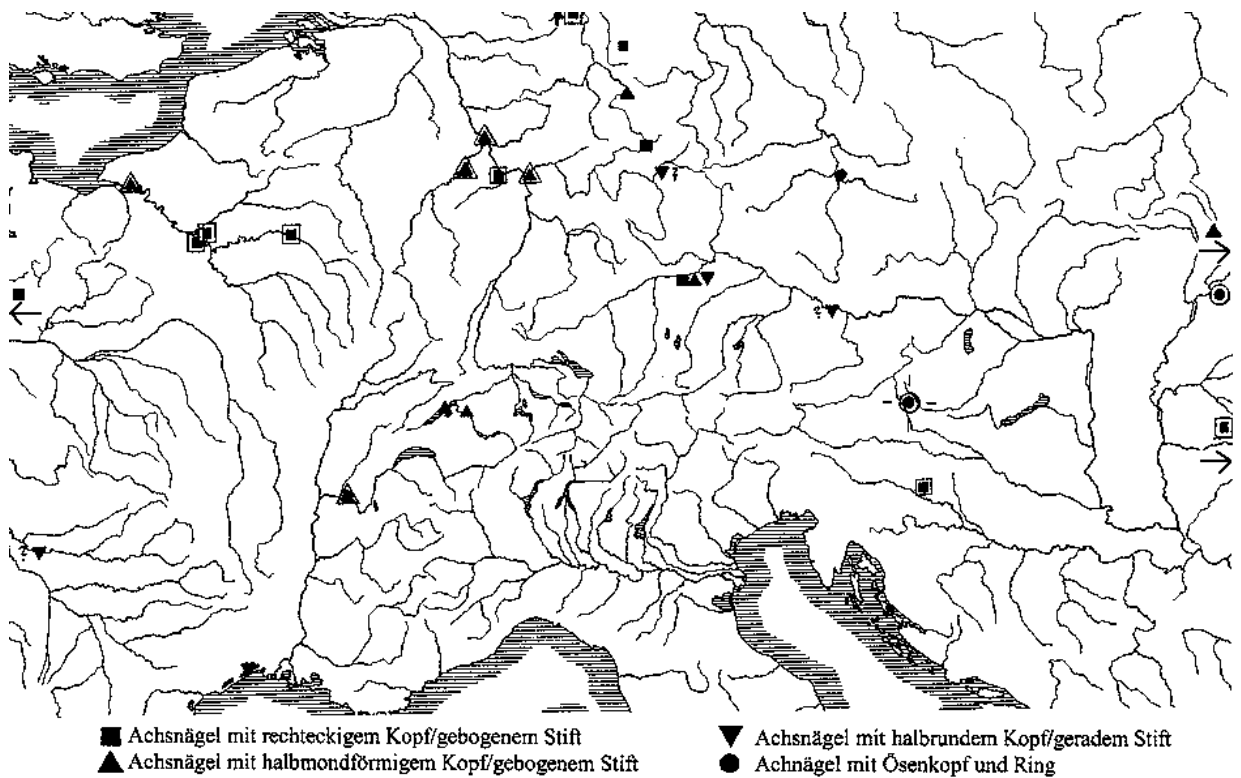 Achsnägel mit rechteckigem Kopf/gebogenem Stift
Achsnägel mit halbmondförmigem Kopf/gebogenem Stift
Achsnägel mit halbrundem Kopf/geradem Stift
Achnägel mit Ösenkopf und Ring
?
?
?